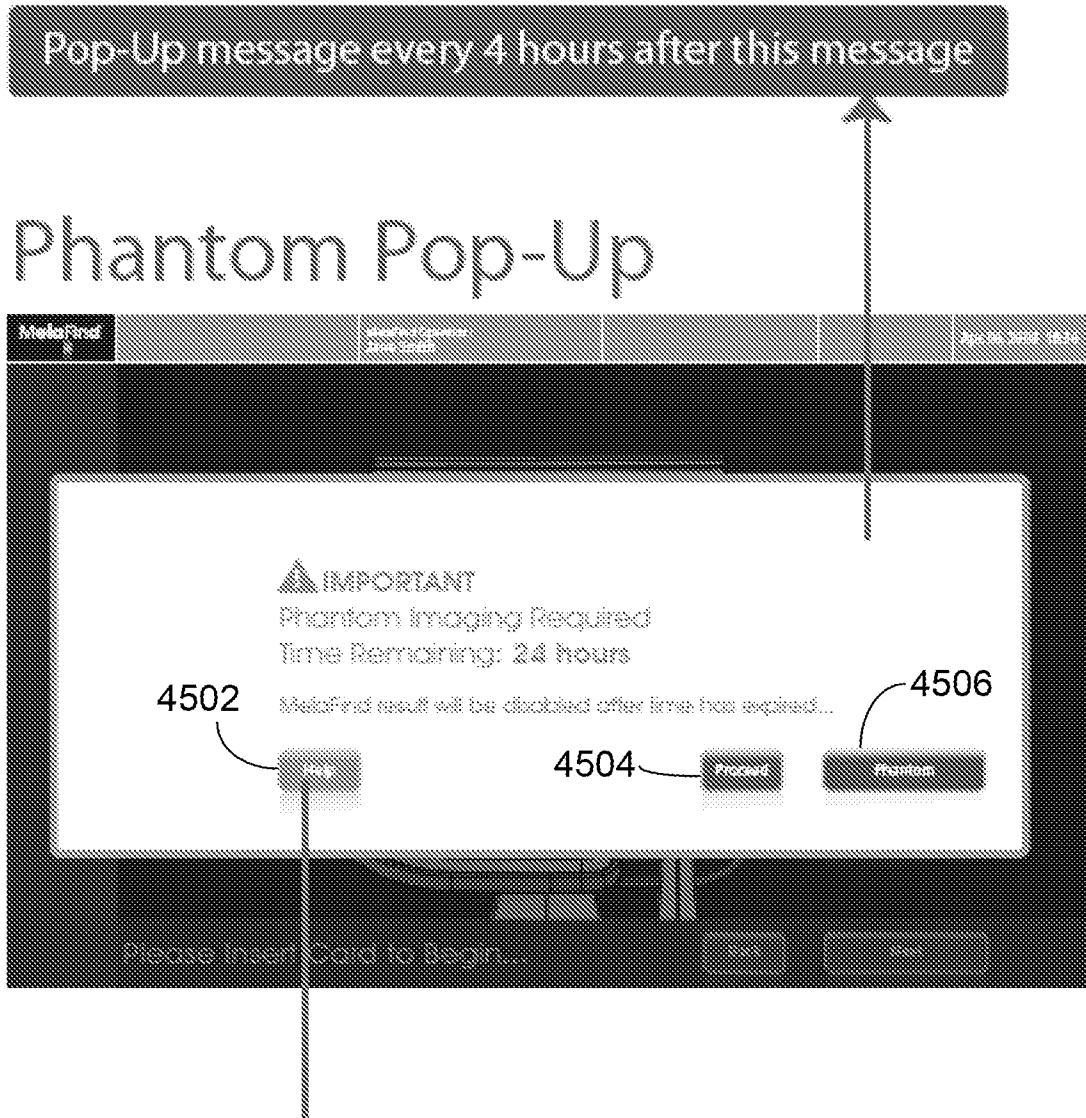 Pop-Up message every 4 hours after this message
Phantom Pop-Up
MelaFind
IMPORTANT
Phantom Imaging Required
Time Remaining: 24 hours
MelaFind result will be disabled after time has expired...
4502
4504
4506
Proceed
Phantom
Please Insert Card to Begin...